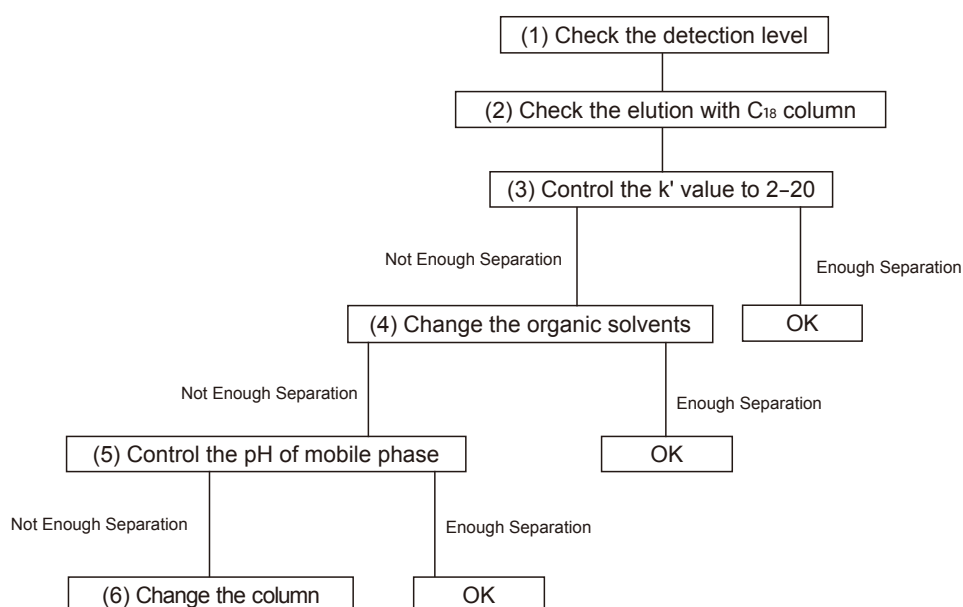 (1) Check the detection level
(2) Check the elution with C₁₈ column
(3) Control the k' value to 2–20
Not Enough Separation
Enough Separation
(4) Change the organic solvents
OK
Not Enough Separation
Enough Separation
(5) Control the pH of mobile phase
OK
Not Enough Separation
Enough Separation
(6) Change the column
OK